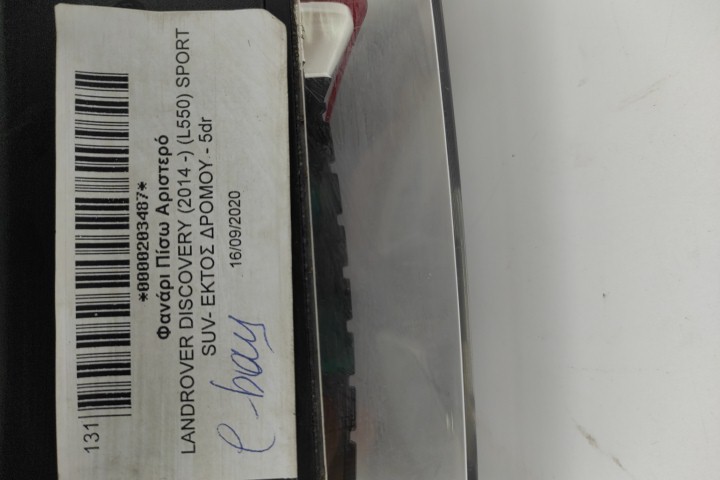 131
*0000203487*
Φανάρι Πίσω Αριστερό
LANDROVER DISCOVERY (2014 -) (L550) SPORT
SUV- ΕΚΤΟΣ ΔΡΟΜΟΥ - 5dr
16/09/2020
e-bay